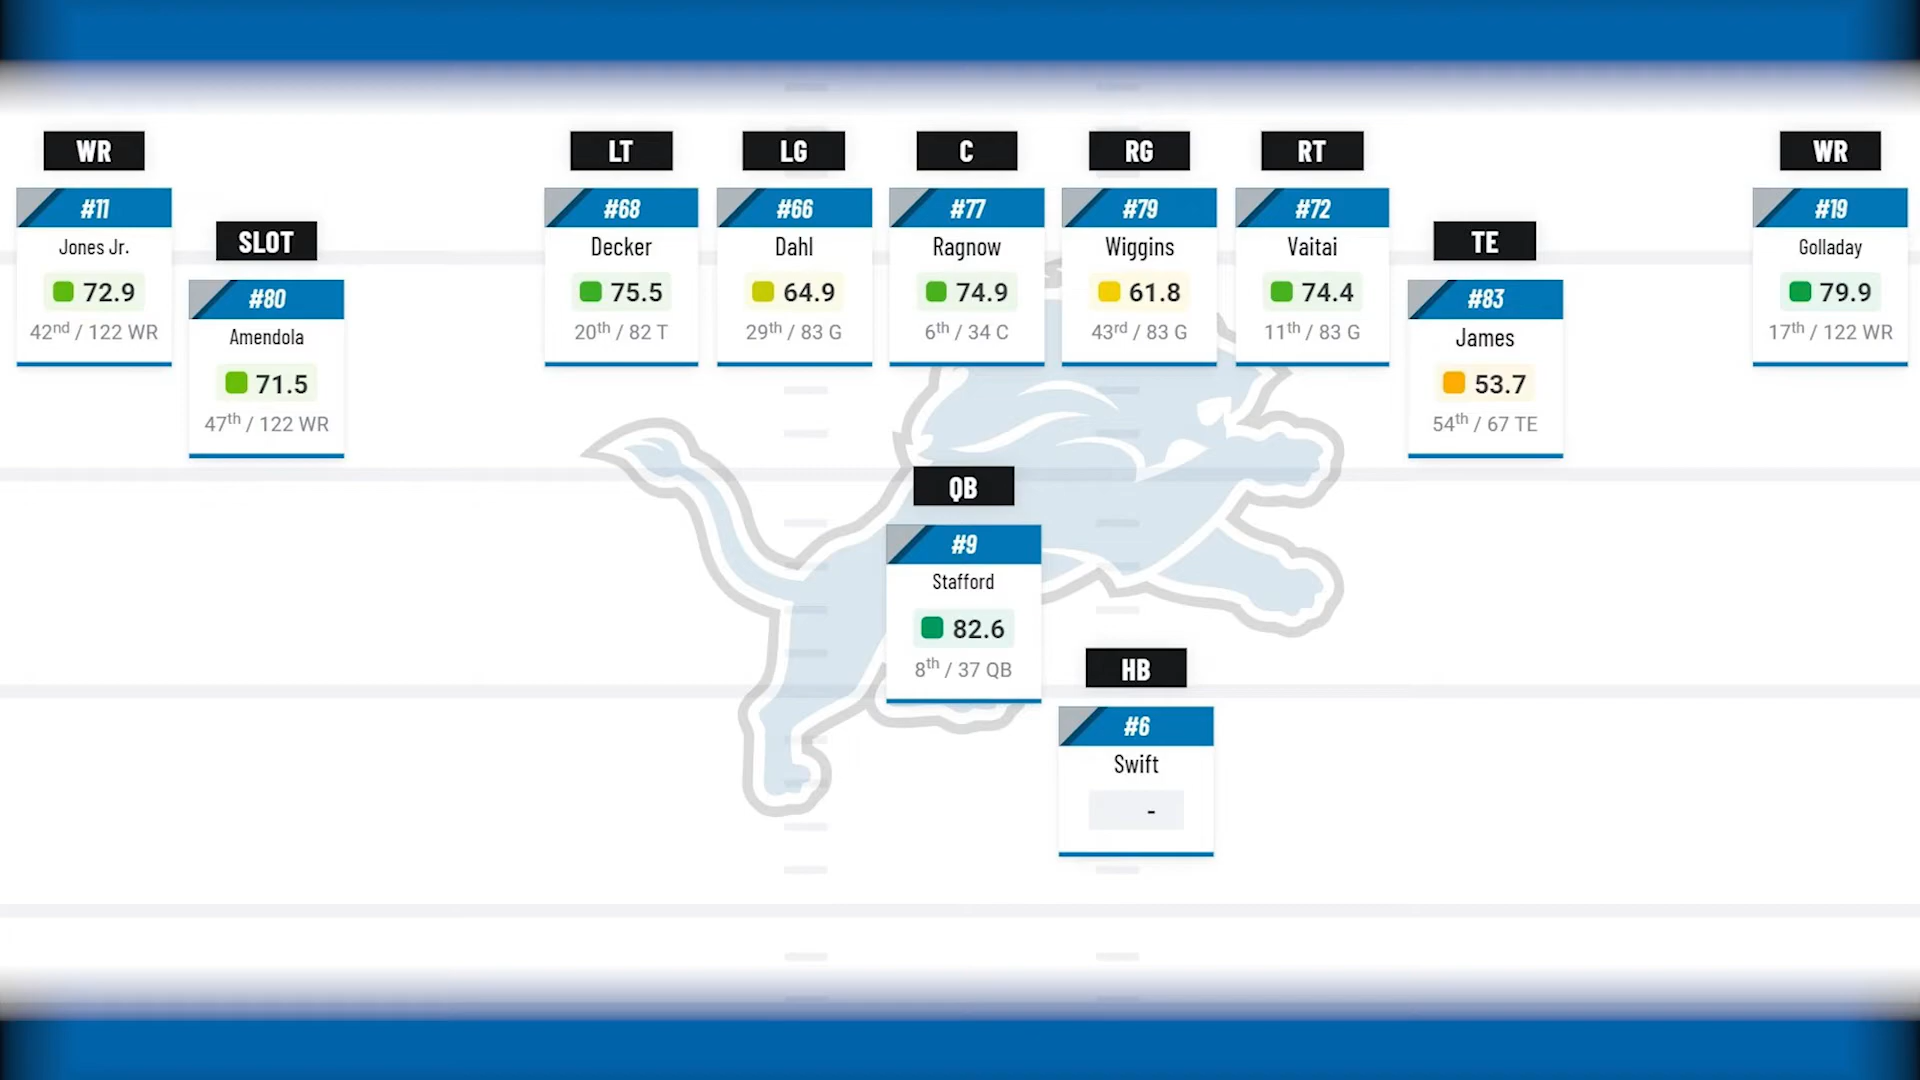 WR
#11
Jones Jr.
72.9
42nd / 122 WR
SLOT
#80
Amendola
71.5
47th / 122 WR
LT
#68
Decker
75.5
20th / 82 T
LG
#66
Dahl
64.9
29th / 83 G
C
#77
Ragnow
74.9
6th / 34 C
RG
#79
Wiggins
61.8
43rd / 83 G
RT
#72
Vaitai
74.4
11th / 83 G
TE
#83
James
53.7
54th / 67 TE
WR
#19
Golladay
79.9
17th / 122 WR
QB
#9
Stafford
82.6
8th / 37 QB
HB
#6
Swift
-